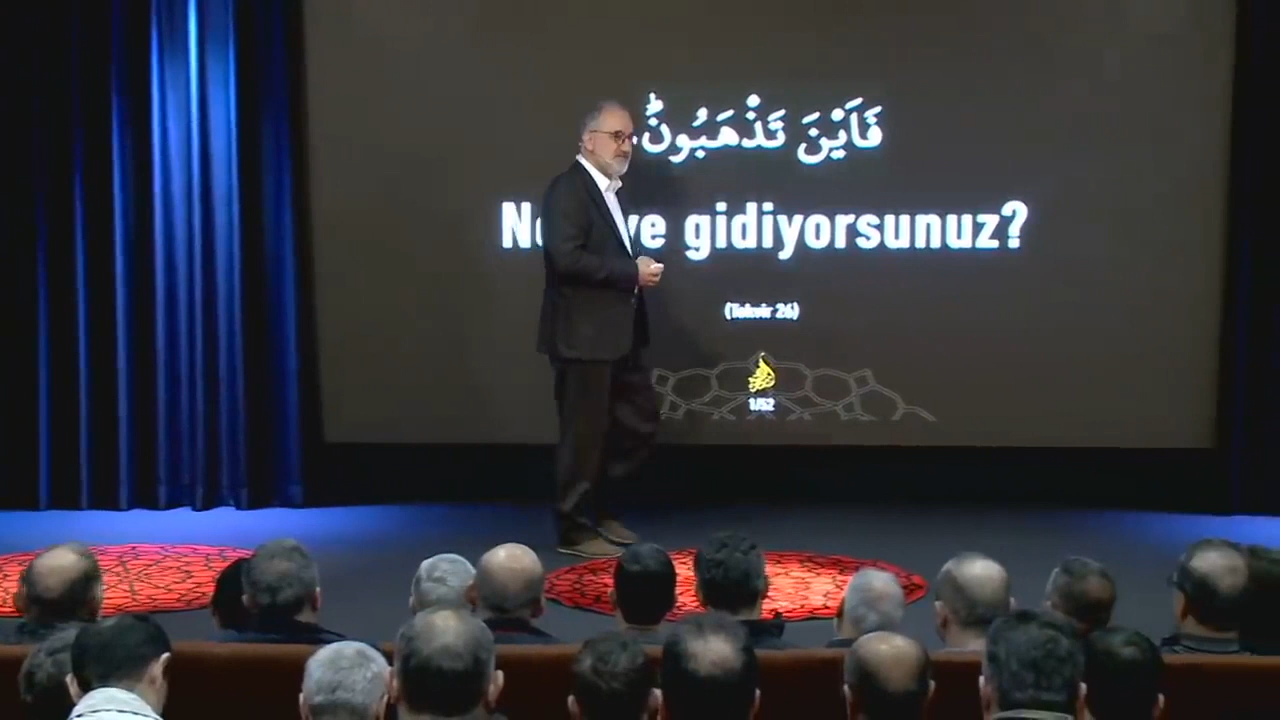 فَاَيْنَ تَذْهَبُونَۜ
gidiyorsunuz?
(Tekvir 26)
1/52